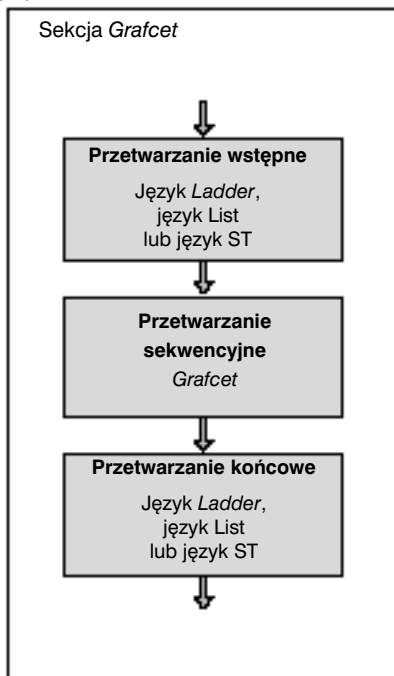 Sekcja Grafcet
Przetwarzanie wstępne
Język Ladder,
język List
lub język ST
Przetwarzanie
sekwencyjne
Grafcet
Przetwarzanie końcowe
Język Ladder,
język List
lub język ST